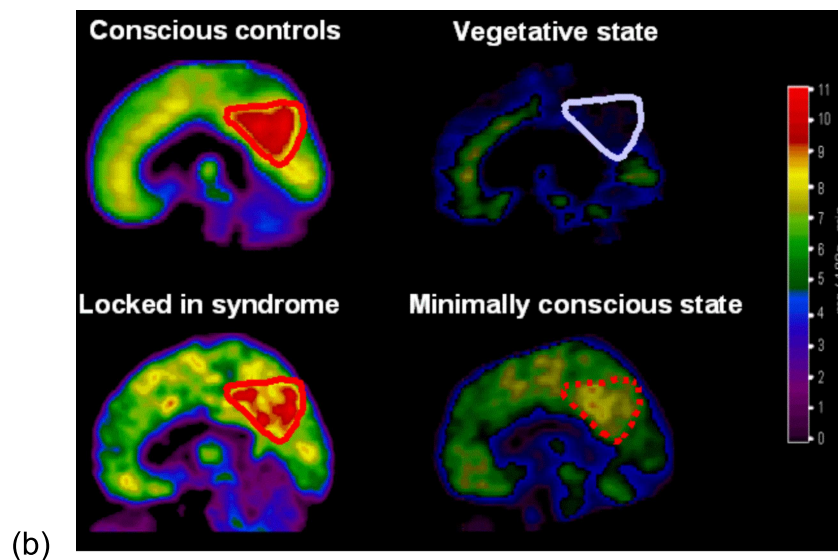 Conscious controls
Vegetative state
Locked in syndrome
Minimally conscious state
11
10
9
8
7
6
5
4
3
2
1
0
(b)